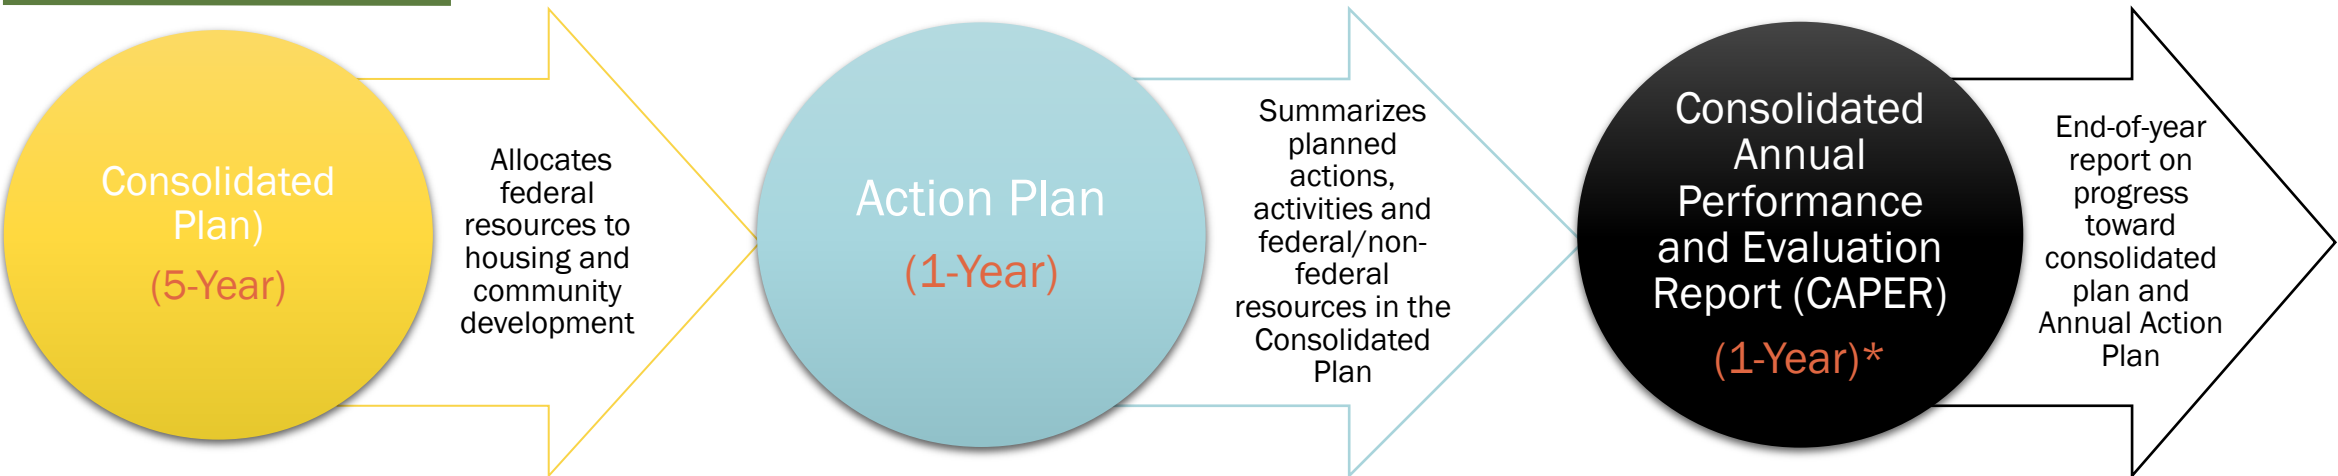 Consolidated
Plan)
(5-Year)
Allocates
federal
resources to
housing and
community
development
Action Plan
(1-Year)
Summarizes
planned
actions,
activities and
federal/non-
federal
resources in the
Consolidated
Plan
Consolidated
Annual
Performance
and Evaluation
Report (CAPER)
(1-Year)*
End-of-year
report on
progress
toward
consolidated
plan and
Annual Action
Plan